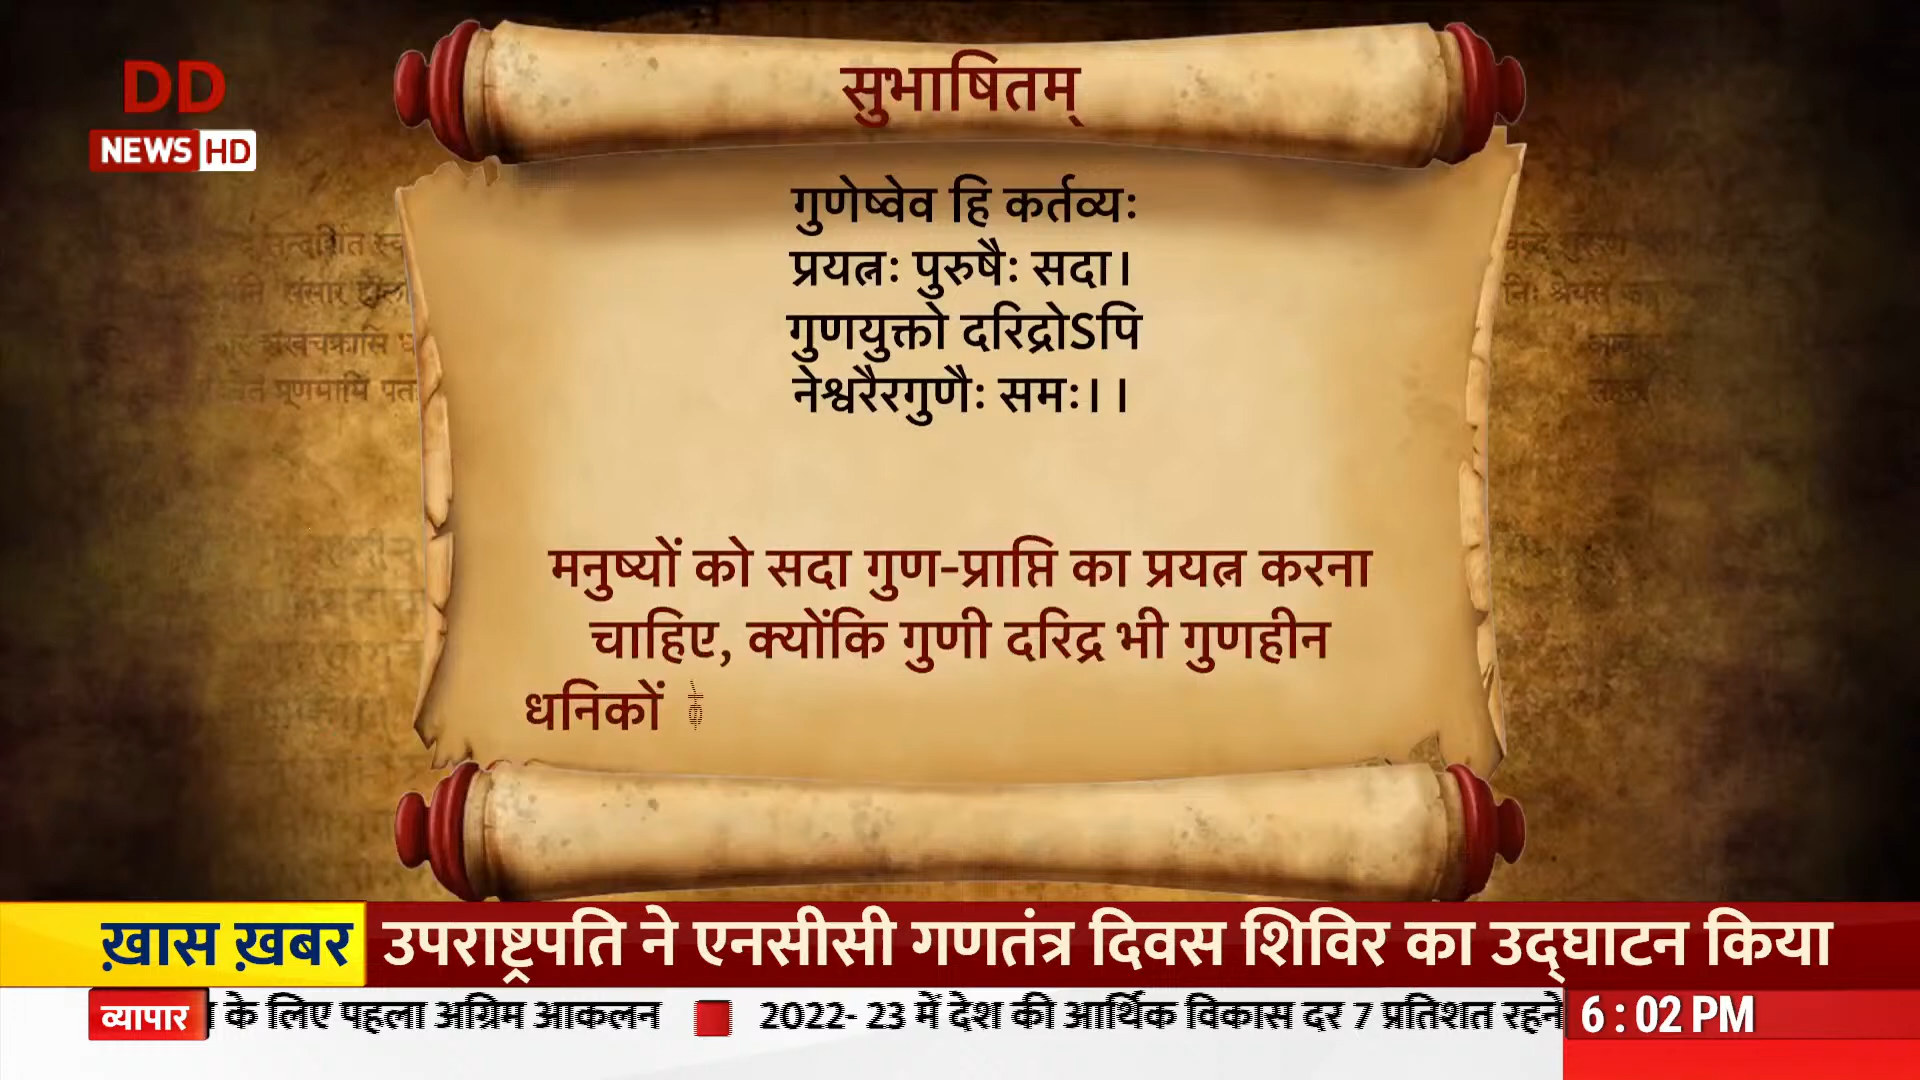 DD
NEWS HD
सुभाषितम्
गुणेष्वेव हि कर्तव्यः
प्रयत्नः पुरुषैः सदा।
गुणयुक्तो दरिद्रोऽपि
नेश्वरैरगुणैः समः।।
मनुष्यों को सदा गुण-प्राप्ति का प्रयत्न करना
चाहिए, क्योंकि गुणी दरिद्र भी गुणहीन
धनिकों
ख़ास ख़बर उपराष्ट्रपति ने एनसीसी गणतंत्र दिवस शिविर का उद्घाटन किया
व्यापार के लिए पहला अग्रिम आकलन 2022- 23 में देश की आर्थिक विकास दर 7 प्रतिशत रहने 6 : 02 PM